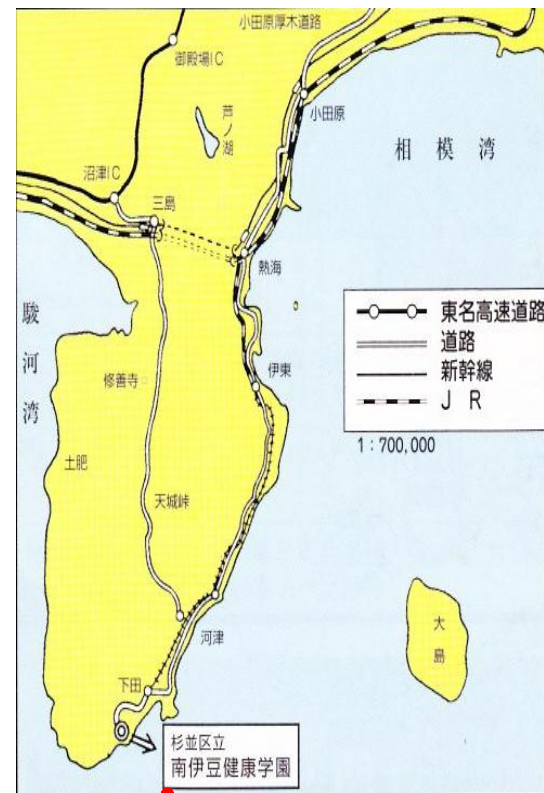 小田原厚木道路
御殿場IC
芦ノ湖
小田原
相模湾
沼津IC
三島
熱海
東名高速道路
道路
新幹線
JR
1:700,000
駿河湾
伊東
修善寺
土肥
天城峠
大島
河津
下田
杉並区立
南伊豆健康学園